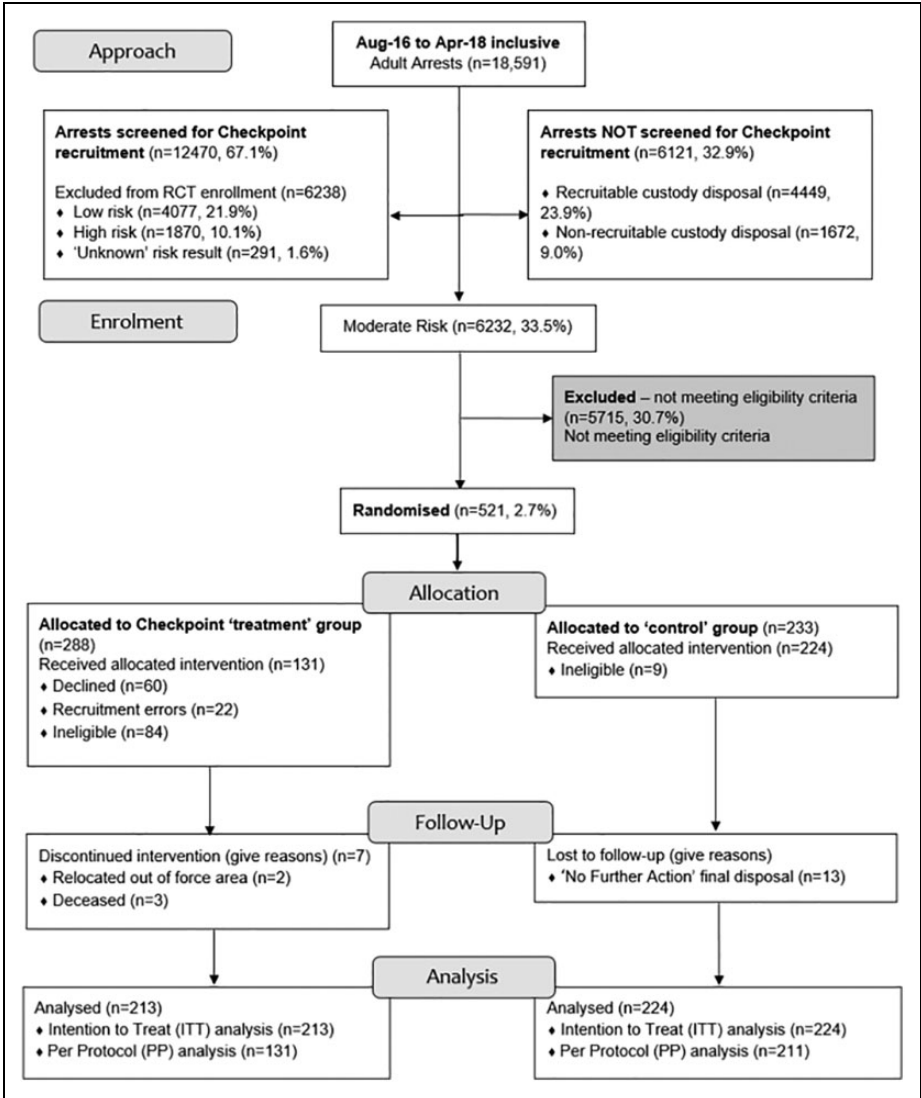 Approach
Aug-16 to Apr-18 inclusive
Adult Arrests (n=18,591)
Arrests screened for Checkpoint
recruitment (n=12470, 67.1%)
Excluded from RCT enrollment (n=6238)
♦ Low risk (n=4077, 21.9%)
♦ High risk (n=1870, 10.1%)
♦ ‘Unknown’ risk result (n=291, 1.6%)
Arrests NOT screened for Checkpoint
recruitment (n=6121, 32.9%)
♦ Recruitable custody disposal (n=4449,
23.9%)
♦ Non-recruitable custody disposal (n=1672,
9.0%)
Enrolment
Moderate Risk (n=6232, 33.5%)
Excluded – not meeting eligibility criteria
(n=5715, 30.7%)
Not meeting eligibility criteria
Randomised (n=521, 2.7%)
Allocation
Allocated to Checkpoint ‘treatment’ group
(n=288)
Received allocated intervention (n=131)
♦ Declined (n=60)
♦ Recruitment errors (n=22)
♦ Ineligible (n=84)
Allocated to ‘control’ group (n=233)
Received allocated intervention (n=224)
♦ Ineligible (n=9)
Follow-Up
Discontinued intervention (give reasons) (n=7)
♦ Relocated out of force area (n=2)
♦ Deceased (n=3)
Lost to follow-up (give reasons)
♦ ‘No Further Action’ final disposal (n=13)
Analysis
Analysed (n=213)
♦ Intention to Treat (ITT) analysis (n=213)
♦ Per Protocol (PP) analysis (n=131)
Analysed (n=224)
♦ Intention to Treat (ITT) analysis (n=224)
♦ Per Protocol (PP) analysis (n=211)